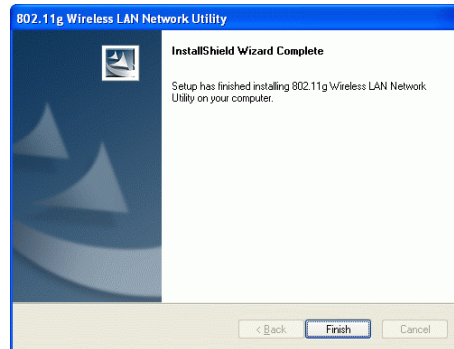 802.11g Wireless LAN Network Utility
InstallShield Wizard Complete
Setup has finished installing 802.11g Wireless LAN Network
Utility on your computer.
< Back
Finish
Cancel